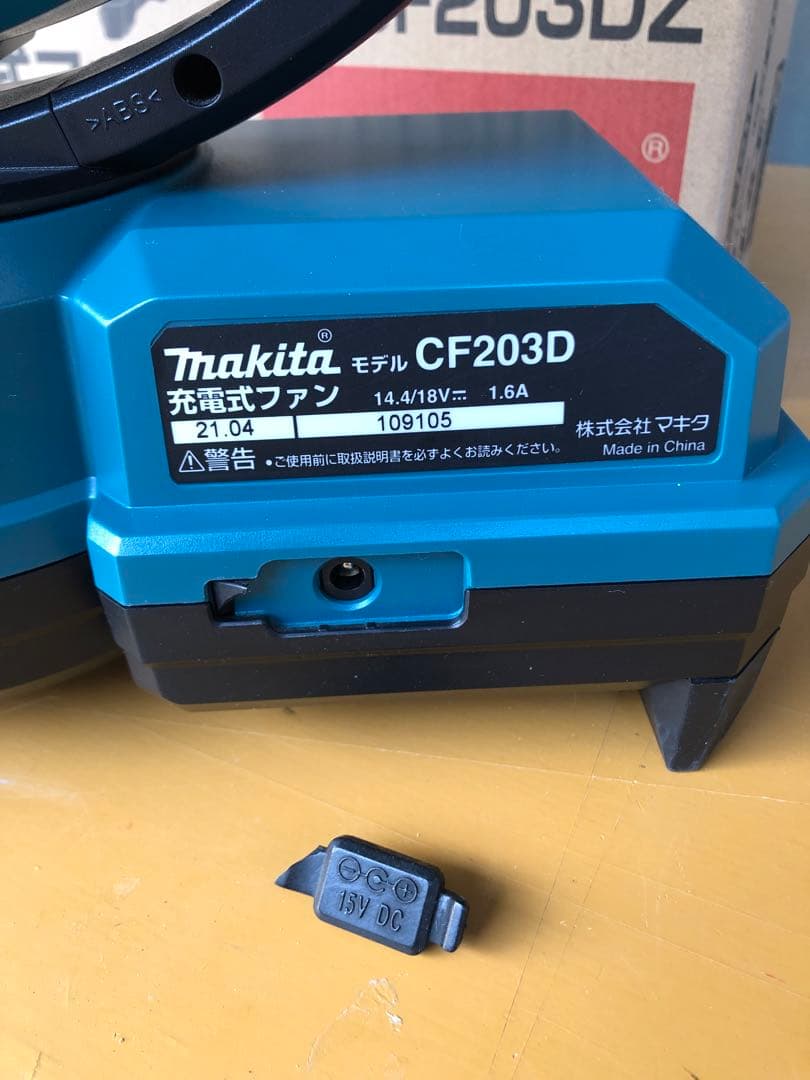 CF203DZ
®
>ABS<
makita® モデル CF203D
充電式ファン 14.4/18V⎓ 1.6A
21.04 109105
株式会社マキタ
⚠警告 •ご使用前に取扱説明書を必ずよくお読みください。
Made in China
⊖ ⊕
15V DC